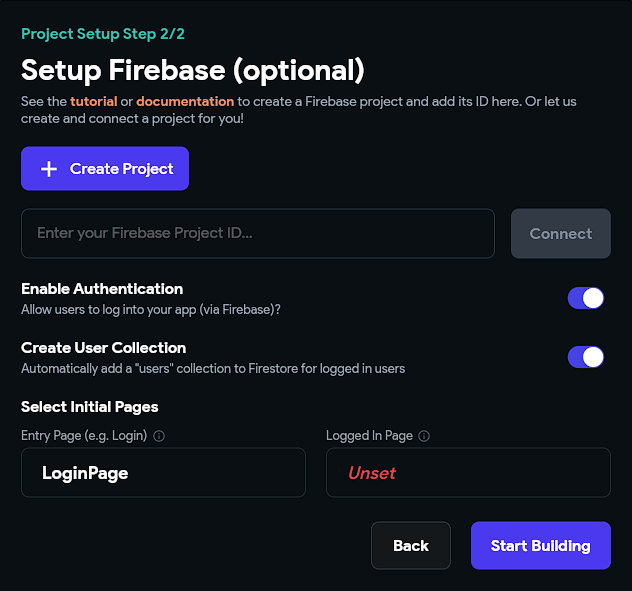 Project Setup Step 2/2
Setup Firebase (optional)
See the tutorial or documentation to create a Firebase project and add its ID here. Or let us
create and connect a project for you!
+ Create Project
Enter your Firebase Project ID...
Connect
Enable Authentication
Allow users to log into your app (via Firebase)?
Create User Collection
Automatically add a "users" collection to Firestore for logged in users
Select Initial Pages
Entry Page (e.g. Login)
Logged In Page
LoginPage
Unset
Back
Start Building